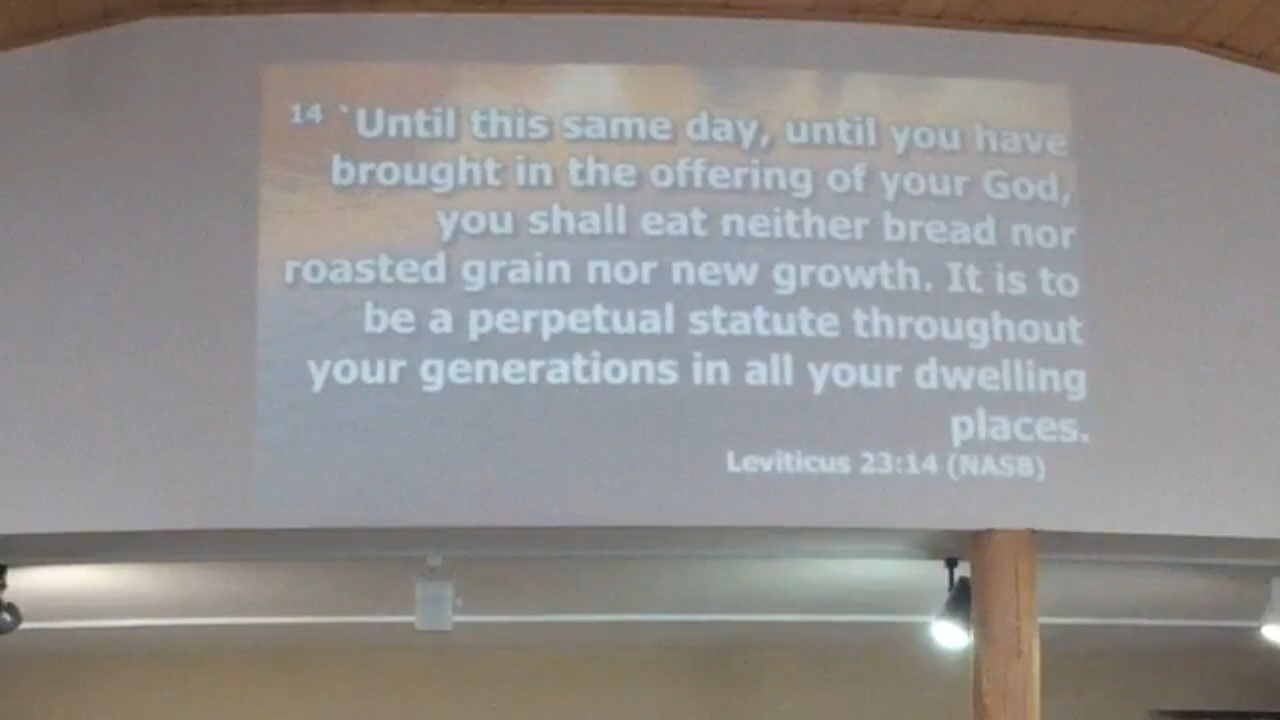 14 `Until this same day, until you have
brought in the offering of your God,
you shall eat neither bread nor
roasted grain nor new growth. It is to
be a perpetual statute throughout
your generations in all your dwelling
places.
Leviticus 23:14 (NASB)